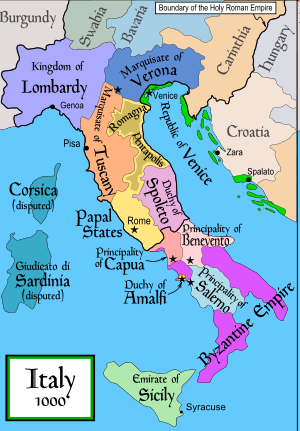 Boundary of the Holy Roman Empire
Burgundy
Swabia
Bavaria
Carinthia
Hungary
Kingdom of
Lombardy
Marquisate of
Verona
Venice
Genoa
Romagna
Republic of Venice
Croatia
Pisa
Marquisate of Tuscany
Pentapolis
Zara
Spalato
Corsica
(disputed)
Duchy of
Spoleto
Papal
States
Rome
Principality of
Benevento
Giudicato di
Sardinia
(disputed)
Principality
of Capua
Duchy of
Amalfi
Principality of
Salerno
Byzantine Empire
Italy
1000
Emirate of
Sicily
Syracuse